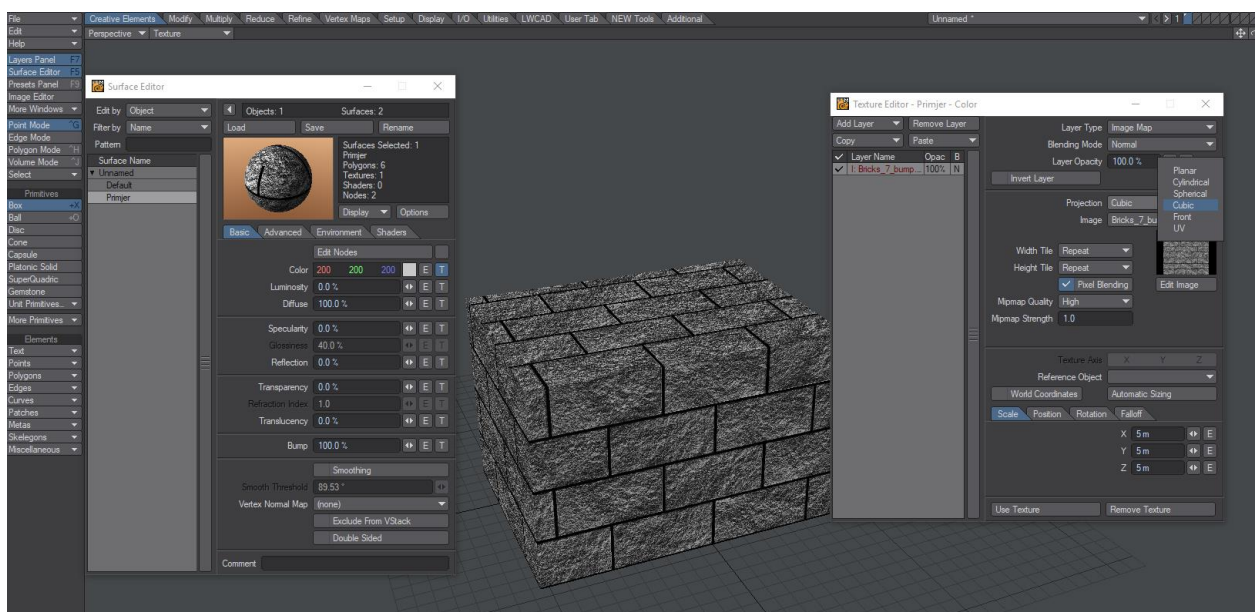 File
Edit
Help
Layers Panel F7
Surface Editor F5
Presets Panel F9
Image Editor
More Windows
Point Mode ^G
Edge Mode
Polygon Mode ^H
Volume Mode ^J
Select
Primitives
Box +X
Ball +O
Disc
Cone
Capsule
Platonic Solid
SuperQuadric
Gemstone
Unit Primitives...
More Primitives
Elements
Text
Points
Polygons
Edges
Curves
Patches
Metas
Skelegons
Miscellaneous
Creative Elements Modify Multiply Reduce Refine Vertex Maps Setup Display I/O Utilities LWCAD User Tab NEW Tools Additional Unnamed * 1
Perspective Texture
Surface Editor
Edit by Object
Filter by Name
Pattern
Surface Name
Unnamed
Default
Primjer
Objects: 1 Surfaces: 2
Load Save Rename
Surfaces Selected: 1
Primjer
Polygons: 6
Textures: 1
Shaders: 0
Nodes: 2
Display Options
Basic Advanced Environment Shaders
Edit Nodes
Color 200 200 200 E T
Luminosity 0.0 % E T
Diffuse 100.0 % E T
Specularity 0.0 % E T
Glossiness 40.0 % E T
Reflection 0.0 % E T
Transparency 0.0 % E T
Refraction Index 1.0 E T
Translucency 0.0 % E T
Bump 100.0 % E T
Smoothing
Smooth Threshold 89.53 °
Vertex Normal Map (none)
Exclude From VStack
Double Sided
Comment
Texture Editor - Primjer - Color
Add Layer Remove Layer
Copy Paste
Layer Name Opac B
I: Bricks_7_bump... 100% N
Layer Type Image Map
Blending Mode Normal
Layer Opacity 100.0 %
Invert Layer
Planar
Cylindrical
Spherical
Cubic
Front
UV
Projection Cubic
Image Bricks_7_bu
Width Tile Repeat
Height Tile Repeat
Pixel Blending Edit Image
Mipmap Quality High
Mipmap Strength 1.0
Texture Axis X Y Z
Reference Object
World Coordinates Automatic Sizing
Scale Position Rotation Falloff
X 5 m E
Y 5 m E
Z 5 m E
Use Texture Remove Texture